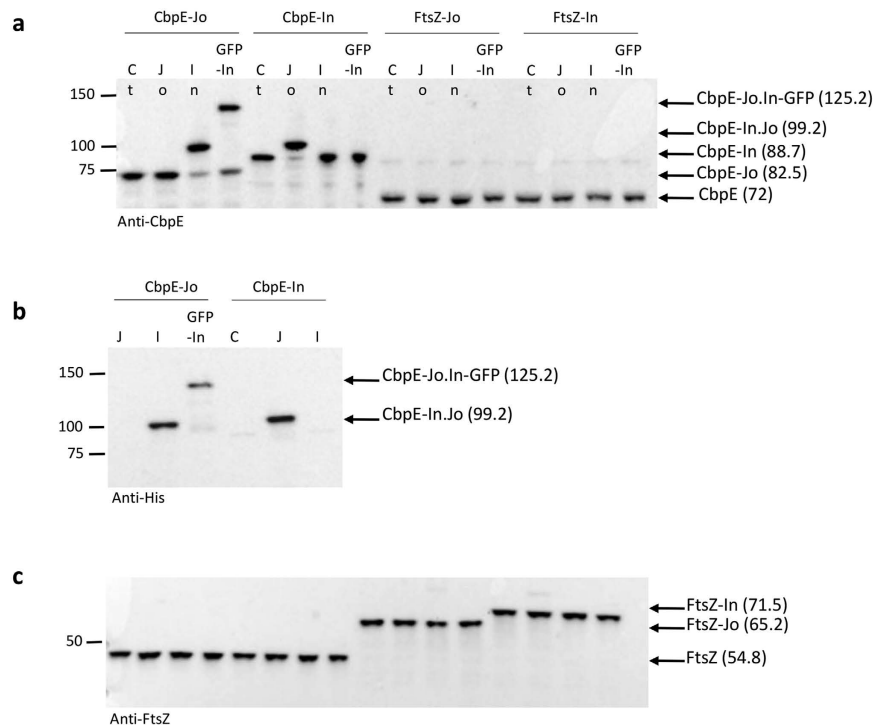 a
CbpE-Jo CbpE-In FtsZ-Jo FtsZ-In
GFP GFP GFP GFP
C J I -In C J I -In C J I -In C J I -In
t o n t o n t o n t o n
150
100
75
CbpE-Jo.In-GFP (125.2)
CbpE-In.Jo (99.2)
CbpE-In (88.7)
CbpE-Jo (82.5)
CbpE (72)
Anti-CbpE
b
CbpE-Jo CbpE-In
GFP
J I -In C J I
150
100
75
CbpE-Jo.In-GFP (125.2)
CbpE-In.Jo (99.2)
Anti-His
c
50
FtsZ-In (71.5)
FtsZ-Jo (65.2)
FtsZ (54.8)
Anti-FtsZ